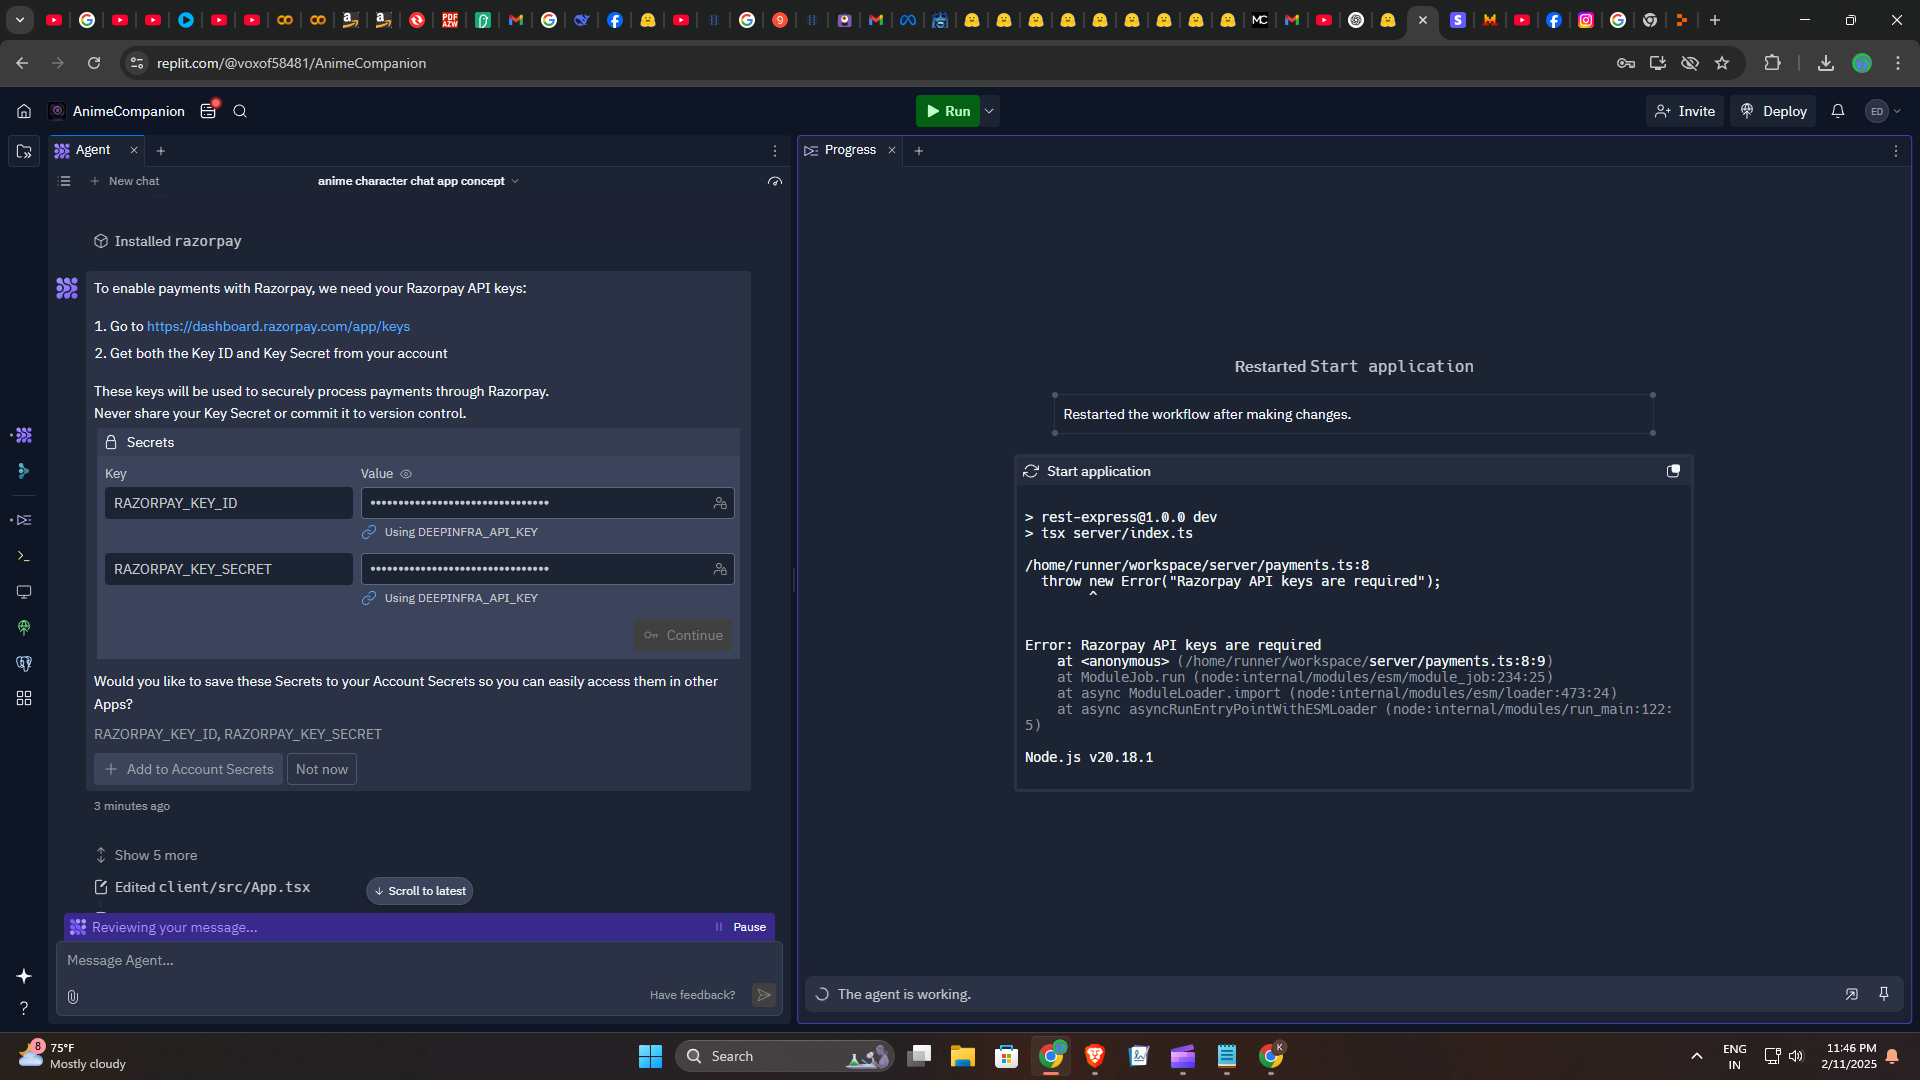 replit.com/@voxof58481/AnimeCompanion
AnimeCompanion
Run
Invite
Deploy
ED
Agent
New chat
anime character chat app concept
Installed razorpay
To enable payments with Razorpay, we need your Razorpay API keys:
1. Go to https://dashboard.razorpay.com/app/keys
2. Get both the Key ID and Key Secret from your account
These keys will be used to securely process payments through Razorpay.
Never share your Key Secret or commit it to version control.
Secrets
Key
Value
RAZORPAY_KEY_ID
••••••••••••••••••••••••••••••••
Using DEEPINFRA_API_KEY
RAZORPAY_KEY_SECRET
••••••••••••••••••••••••••••••••
Using DEEPINFRA_API_KEY
Continue
Would you like to save these Secrets to your Account Secrets so you can easily access them in other
Apps?
RAZORPAY_KEY_ID, RAZORPAY_KEY_SECRET
Add to Account Secrets
Not now
3 minutes ago
Show 5 more
Edited client/src/App.tsx
Scroll to latest
Reviewing your message...
Pause
Message Agent...
Have feedback?
Progress
Restarted Start application
Restarted the workflow after making changes.
Start application
> rest-express@1.0.0 dev
> tsx server/index.ts
/home/runner/workspace/server/payments.ts:8
throw new Error("Razorpay API keys are required");
^
Error: Razorpay API keys are required
at <anonymous> (/home/runner/workspace/server/payments.ts:8:9)
at ModuleJob.run (node:internal/modules/esm/module_job:234:25)
at async ModuleLoader.import (node:internal/modules/esm/loader:473:24)
at async asyncRunEntryPointWithESMLoader (node:internal/modules/run_main:122:
5)
Node.js v20.18.1
The agent is working.
8
75°F
Mostly cloudy
Search
K
ENG
IN
11:46 PM
2/11/2025